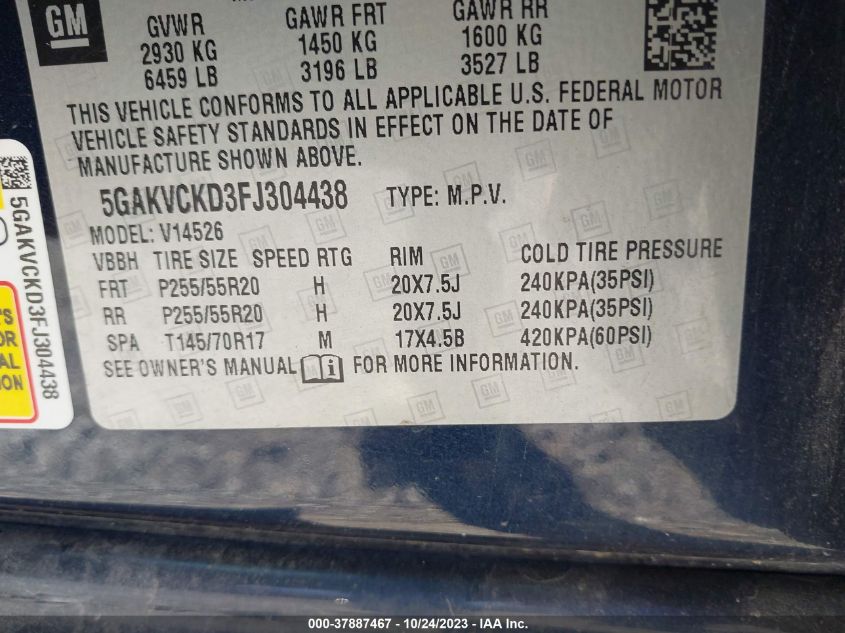 GM
GVWR GAWR FRT GAWR RR
2930 KG 1450 KG 1600 KG
6459 LB 3196 LB 3527 LB
THIS VEHICLE CONFORMS TO ALL APPLICABLE U.S. FEDERAL MOTOR
VEHICLE SAFETY STANDARDS IN EFFECT ON THE DATE OF
MANUFACTURE SHOWN ABOVE.
5GAKVCKD3FJ304438 TYPE: M.P.V.
MODEL: V14526
VBBH TIRE SIZE SPEED RTG RIM COLD TIRE PRESSURE
FRT P255/55R20 H 20X7.5J 240KPA(35PSI)
RR P255/55R20 H 20X7.5J 240KPA(35PSI)
SPA T145/70R17 M 17X4.5B 420KPA(60PSI)
SEE OWNER'S MANUAL i FOR MORE INFORMATION.
5GAKVCKD3FJ304438
000-37887467 - 10/24/2023 - IAA Inc.